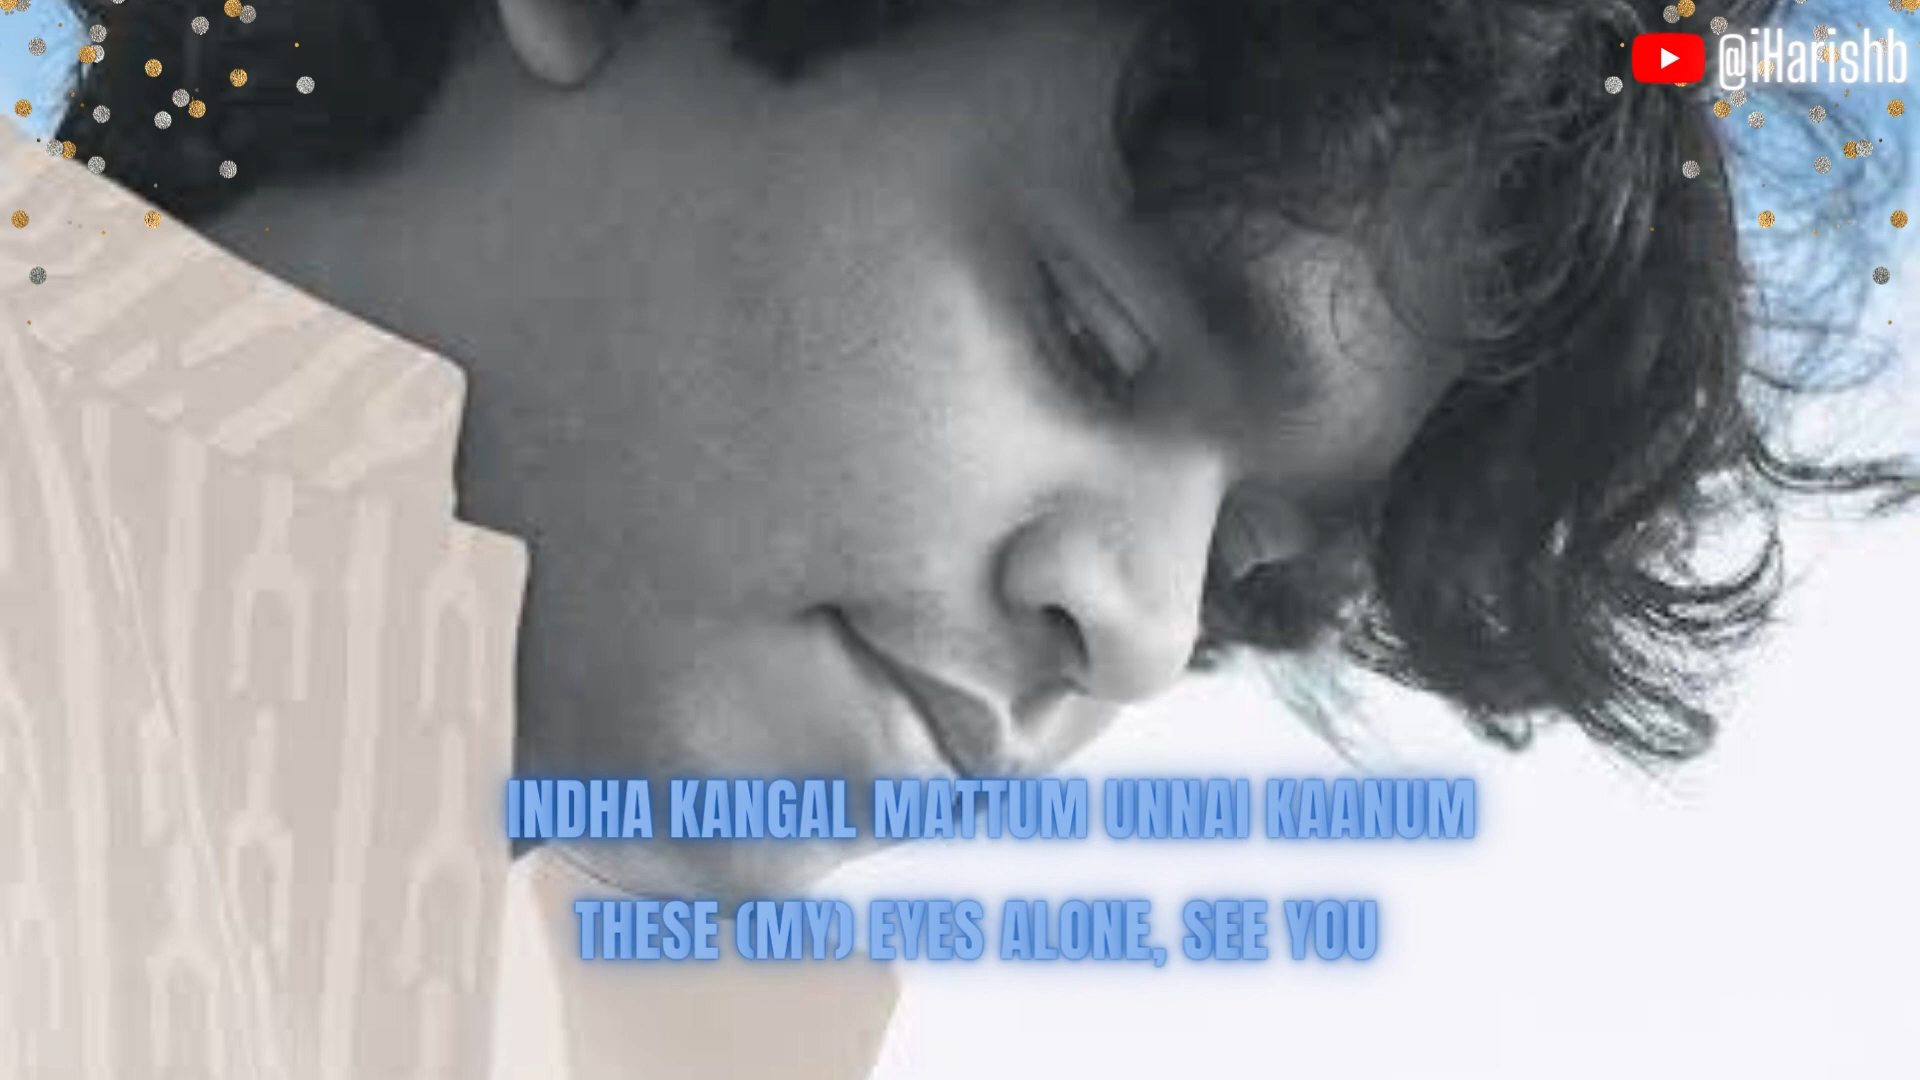 @iHarishb
INDHA KANGAL MATTUM UNNAI KAANUM
THESE (MY) EYES ALONE, SEE YOU